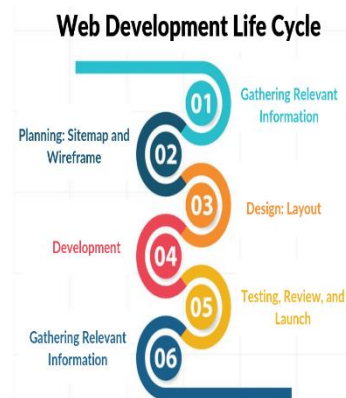 Web Development Life Cycle
01
Gathering Relevant
Information
Planning: Sitemap and
Wireframe
02
03
Design: Layout
Development
04
05
Testing, Review, and
Launch
Gathering Relevant
Information
06